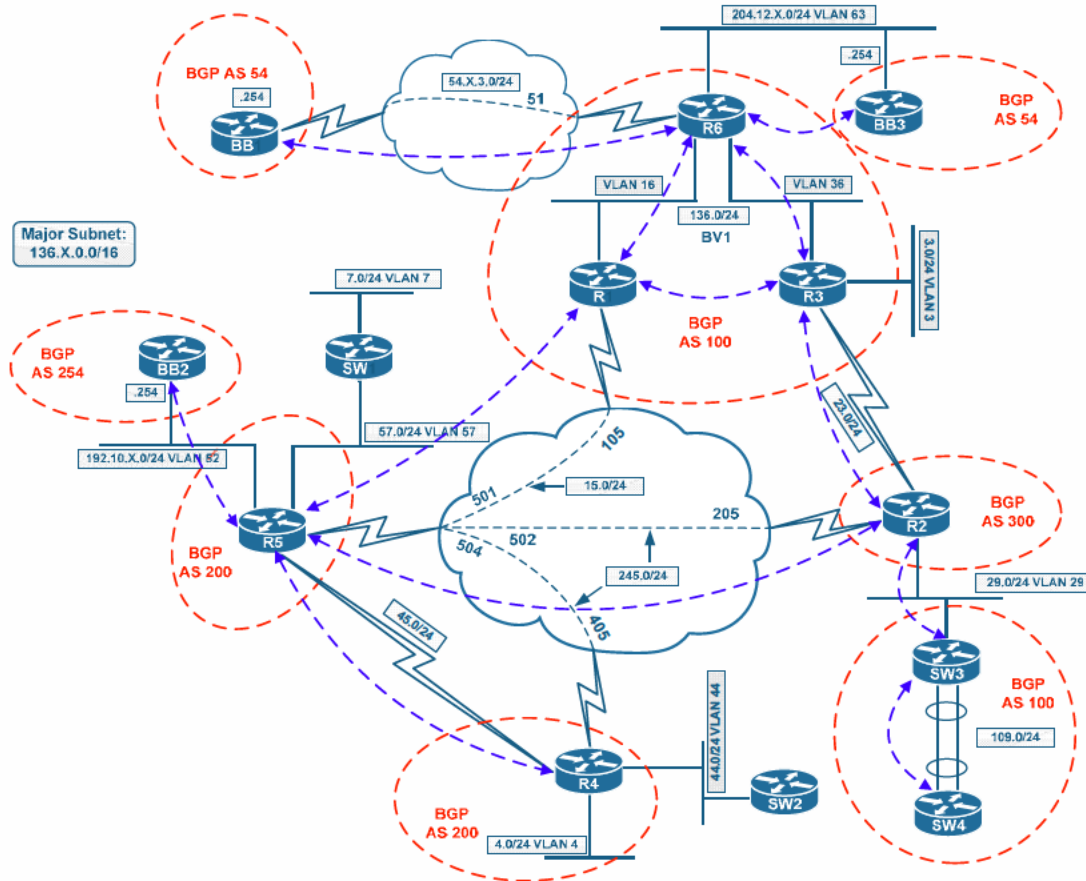 204.12.X.0/24 VLAN 63
BGP AS 54
.254
BB1
54.X.3.0/24
51
R6
.254
BB3
BGP
AS 54
VLAN 16
VLAN 36
136.0/24
BV1
Major Subnet:
136.X.0.0/16
R1
R3
3.0/24 VLAN 3
BGP
AS 100
7.0/24 VLAN 7
BGP
AS 254
BB2
.254
SW1
192.10.X.0/24 VLAN 52
57.0/24 VLAN 57
105
23.0/24
501
15.0/24
R5
BGP
AS 200
502
504
205
R2
BGP
AS 300
245.0/24
29.0/24 VLAN 29
45.0/24
405
SW3
BGP
AS 100
109.0/24
SW4
R4
44.0/24 VLAN 44
SW2
BGP
AS 200
4.0/24 VLAN 4